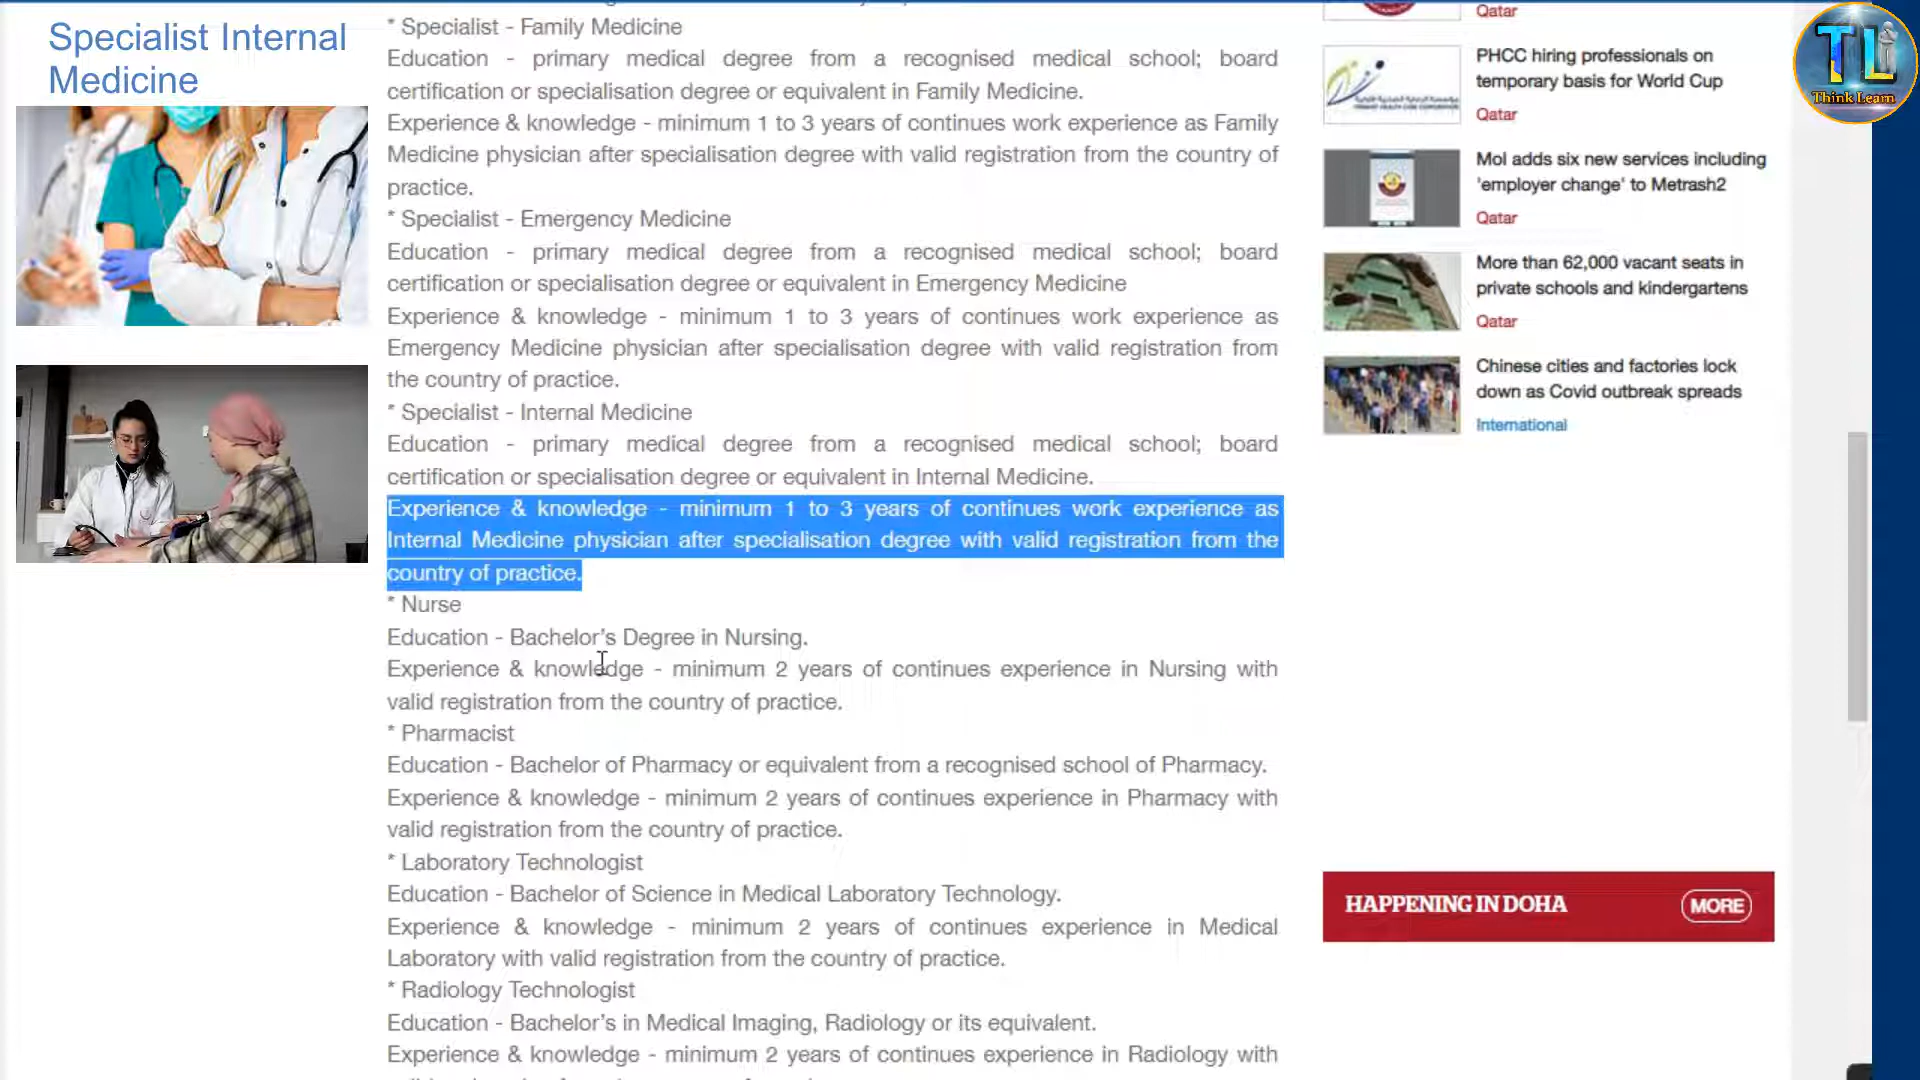 Specialist Internal
Medicine
* Specialist - Family Medicine
Education - primary medical degree from a recognised medical school; board
certification or specialisation degree or equivalent in Family Medicine.
Experience & knowledge - minimum 1 to 3 years of continues work experience as Family
Medicine physician after specialisation degree with valid registration from the country of
practice.
* Specialist - Emergency Medicine
Education - primary medical degree from a recognised medical school; board
certification or specialisation degree or equivalent in Emergency Medicine
Experience & knowledge - minimum 1 to 3 years of continues work experience as
Emergency Medicine physician after specialisation degree with valid registration from
the country of practice.
* Specialist - Internal Medicine
Education - primary medical degree from a recognised medical school; board
certification or specialisation degree or equivalent in Internal Medicine.
Experience & knowledge - minimum 1 to 3 years of continues work experience as
Internal Medicine physician after specialisation degree with valid registration from the
country of practice.
* Nurse
Education - Bachelor’s Degree in Nursing.
Experience & knowledge - minimum 2 years of continues experience in Nursing with
valid registration from the country of practice.
* Pharmacist
Education - Bachelor of Pharmacy or equivalent from a recognised school of Pharmacy.
Experience & knowledge - minimum 2 years of continues experience in Pharmacy with
valid registration from the country of practice.
* Laboratory Technologist
Education - Bachelor of Science in Medical Laboratory Technology.
Experience & knowledge - minimum 2 years of continues experience in Medical
Laboratory with valid registration from the country of practice.
* Radiology Technologist
Education - Bachelor’s in Medical Imaging, Radiology or its equivalent.
Experience & knowledge - minimum 2 years of continues experience in Radiology with
Qatar
PHCC hiring professionals on
temporary basis for World Cup
Qatar
MoI adds six new services including
'employer change' to Metrash2
Qatar
More than 62,000 vacant seats in
private schools and kindergartens
Qatar
Chinese cities and factories lock
down as Covid outbreak spreads
International
HAPPENING IN DOHA
MORE
TL
Think Learn